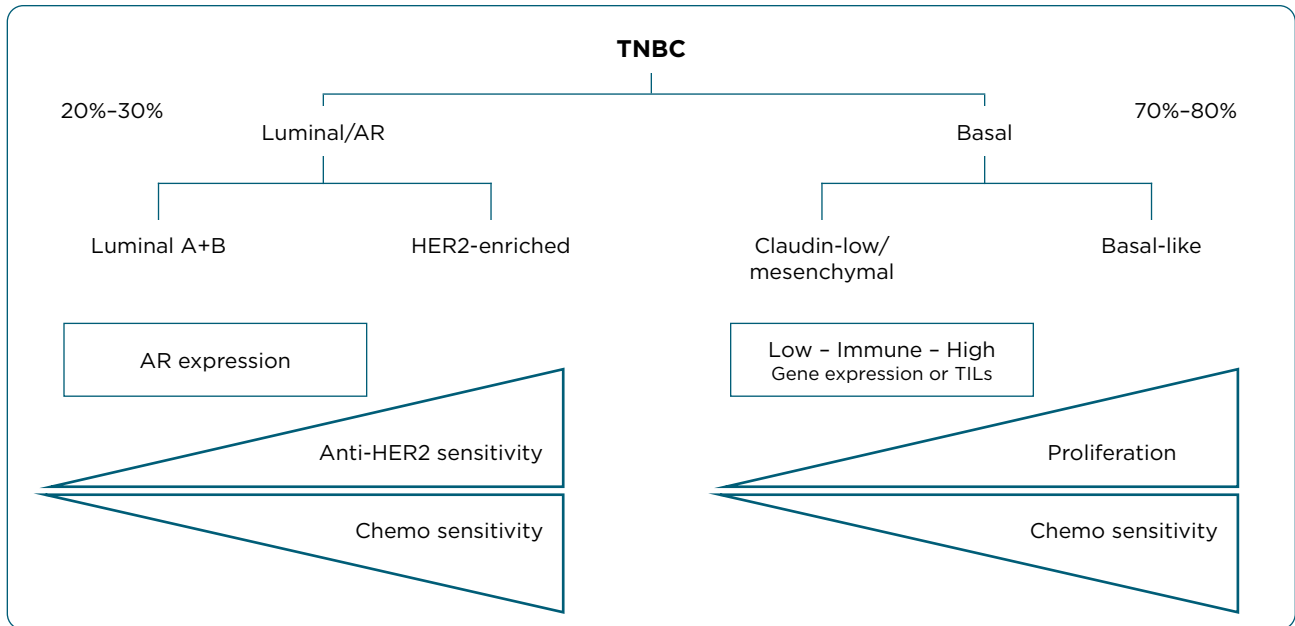 TNBC
20%–30%
70%–80%
Luminal/AR
Basal
Luminal A+B
HER2-enriched
Claudin-low/
mesenchymal
Basal-like
AR expression
Low – Immune – High
Gene expression or TILs
Anti-HER2 sensitivity
Proliferation
Chemo sensitivity
Chemo sensitivity